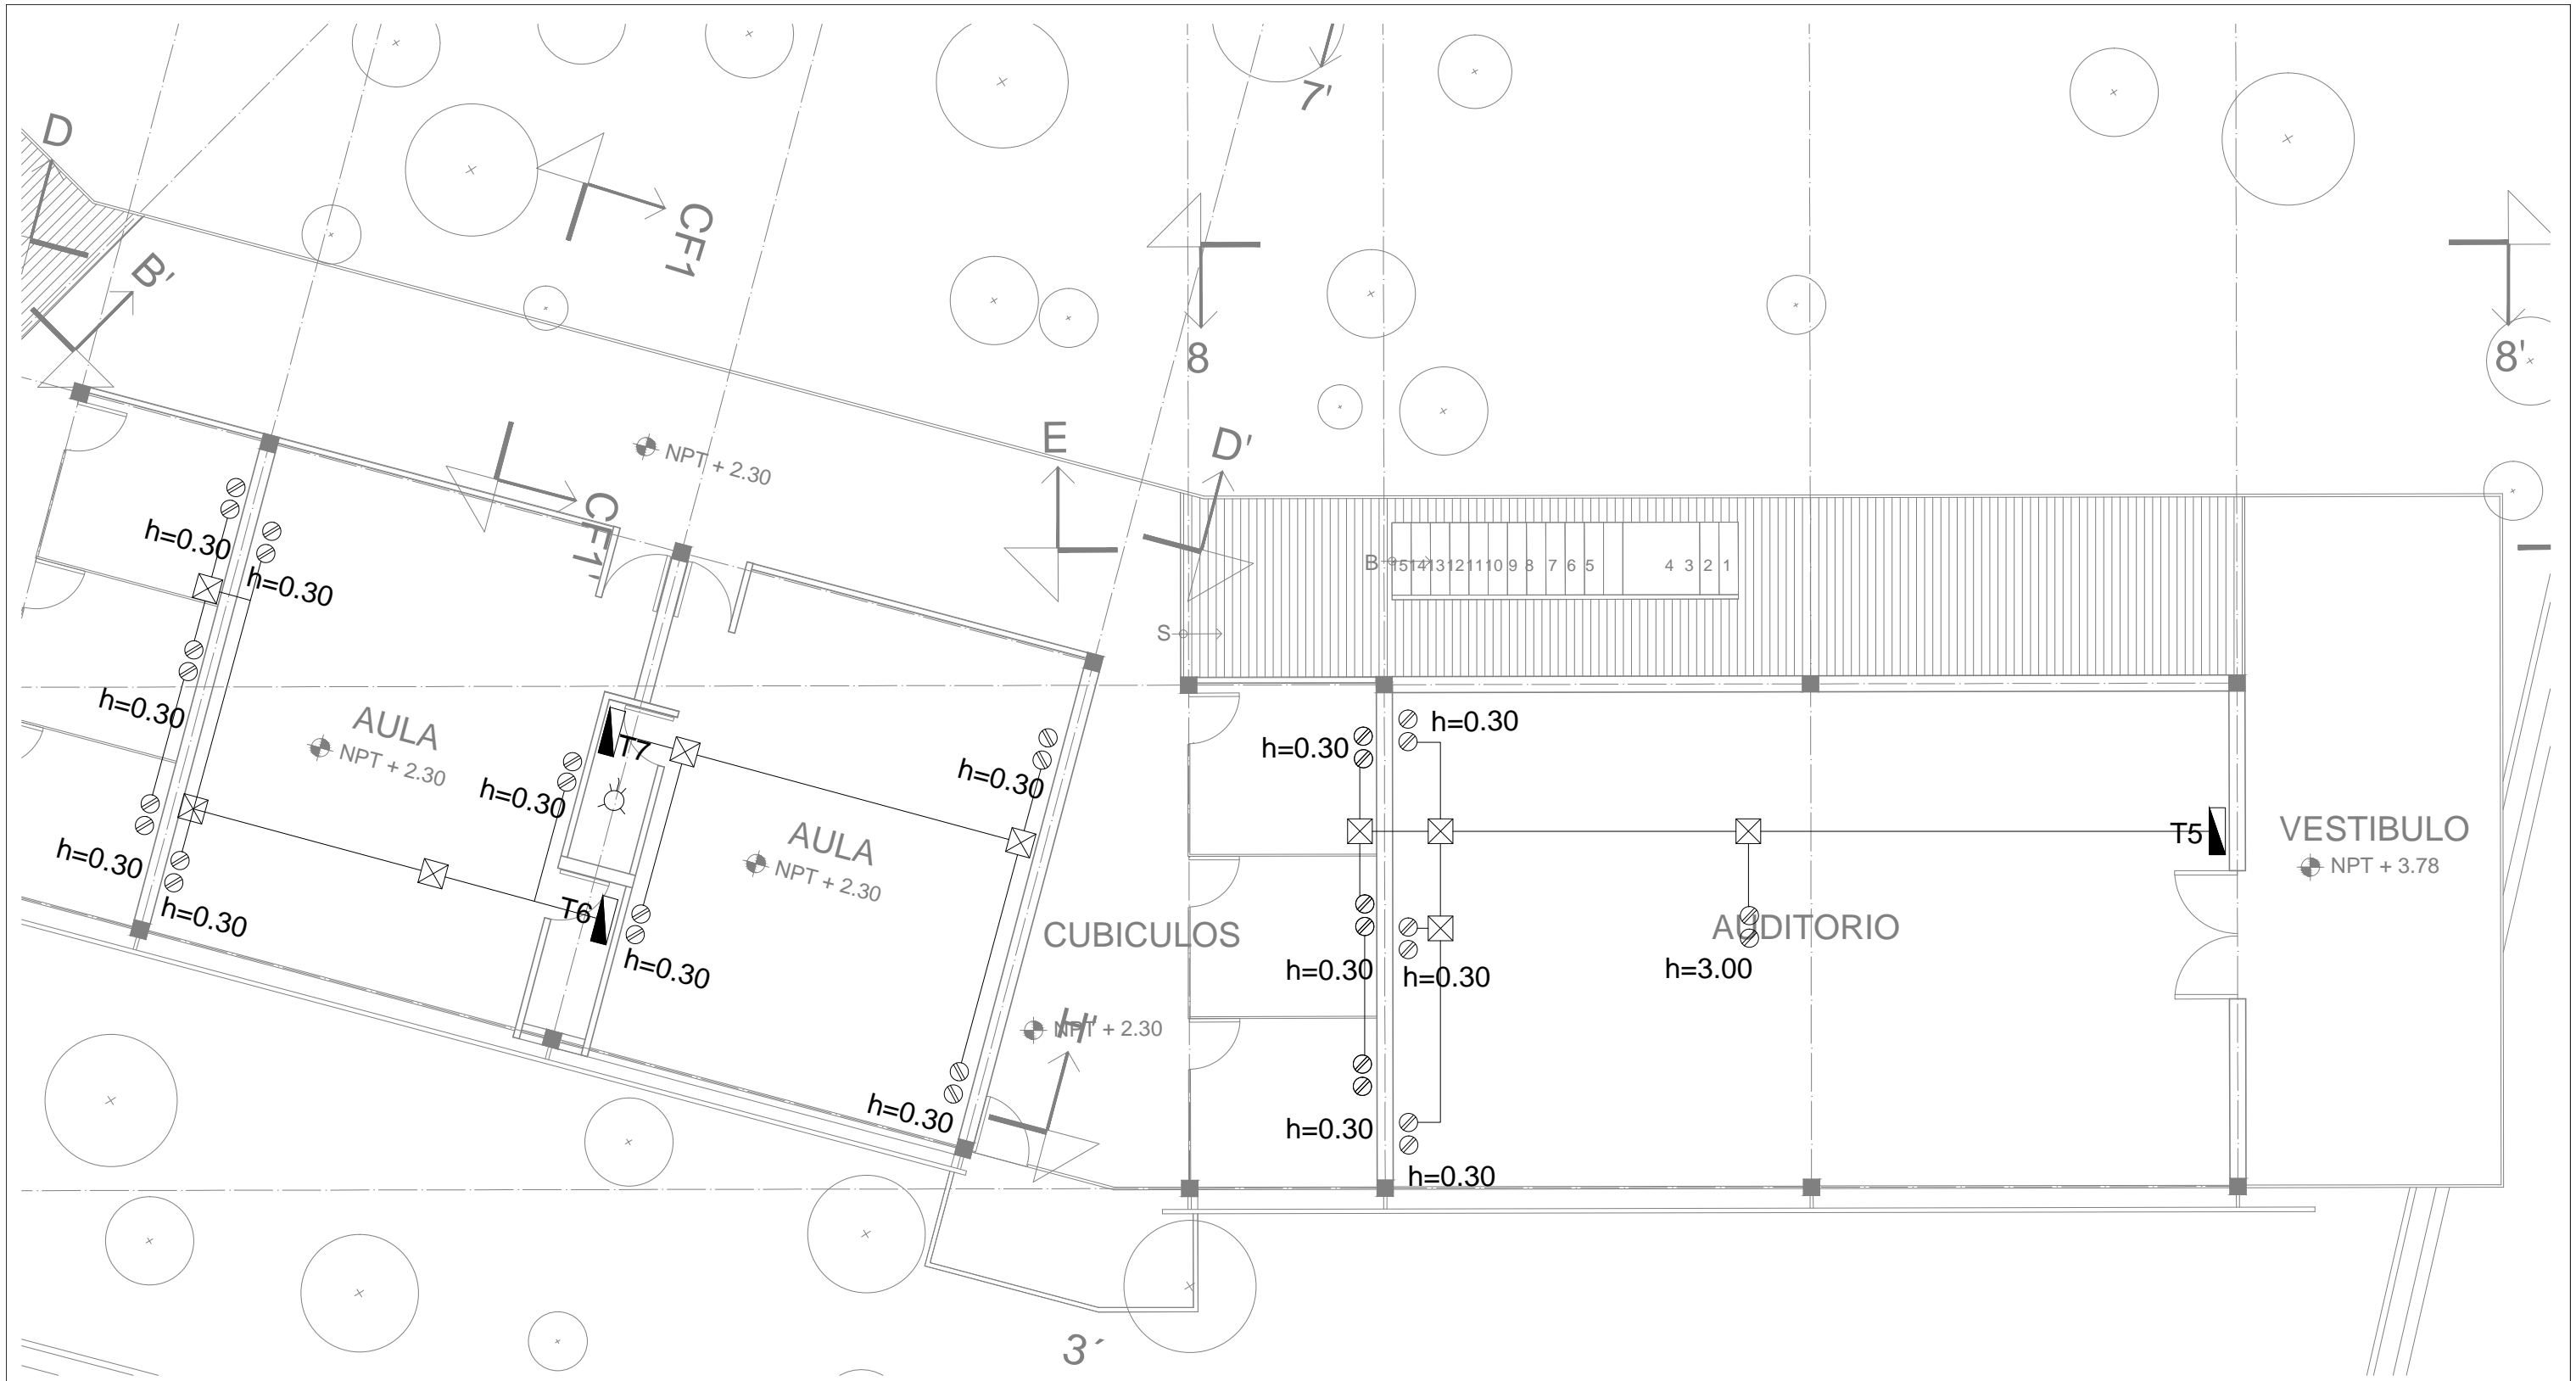 7'
D
CF1
B'
8
8'
E
D'
NPT + 2.30
CF1'
h=0.30
h=0.30
B
15 14 13 12 11 10 9 8 7 6 5 4 3 2 1
S
h=0.30
AULA
NPT + 2.30
T7
h=0.30
h=0.30
h=0.30
h=0.30
h=0.30
AULA
NPT + 2.30
T5
VESTIBULO
NPT + 3.78
h=0.30
h=0.30
T6
CUBICULOS
AUDITORIO
h=0.30
h=0.30
h=0.30
h=3.00
H'
NPT + 2.30
h=0.30
h=0.30
h=0.30
3´